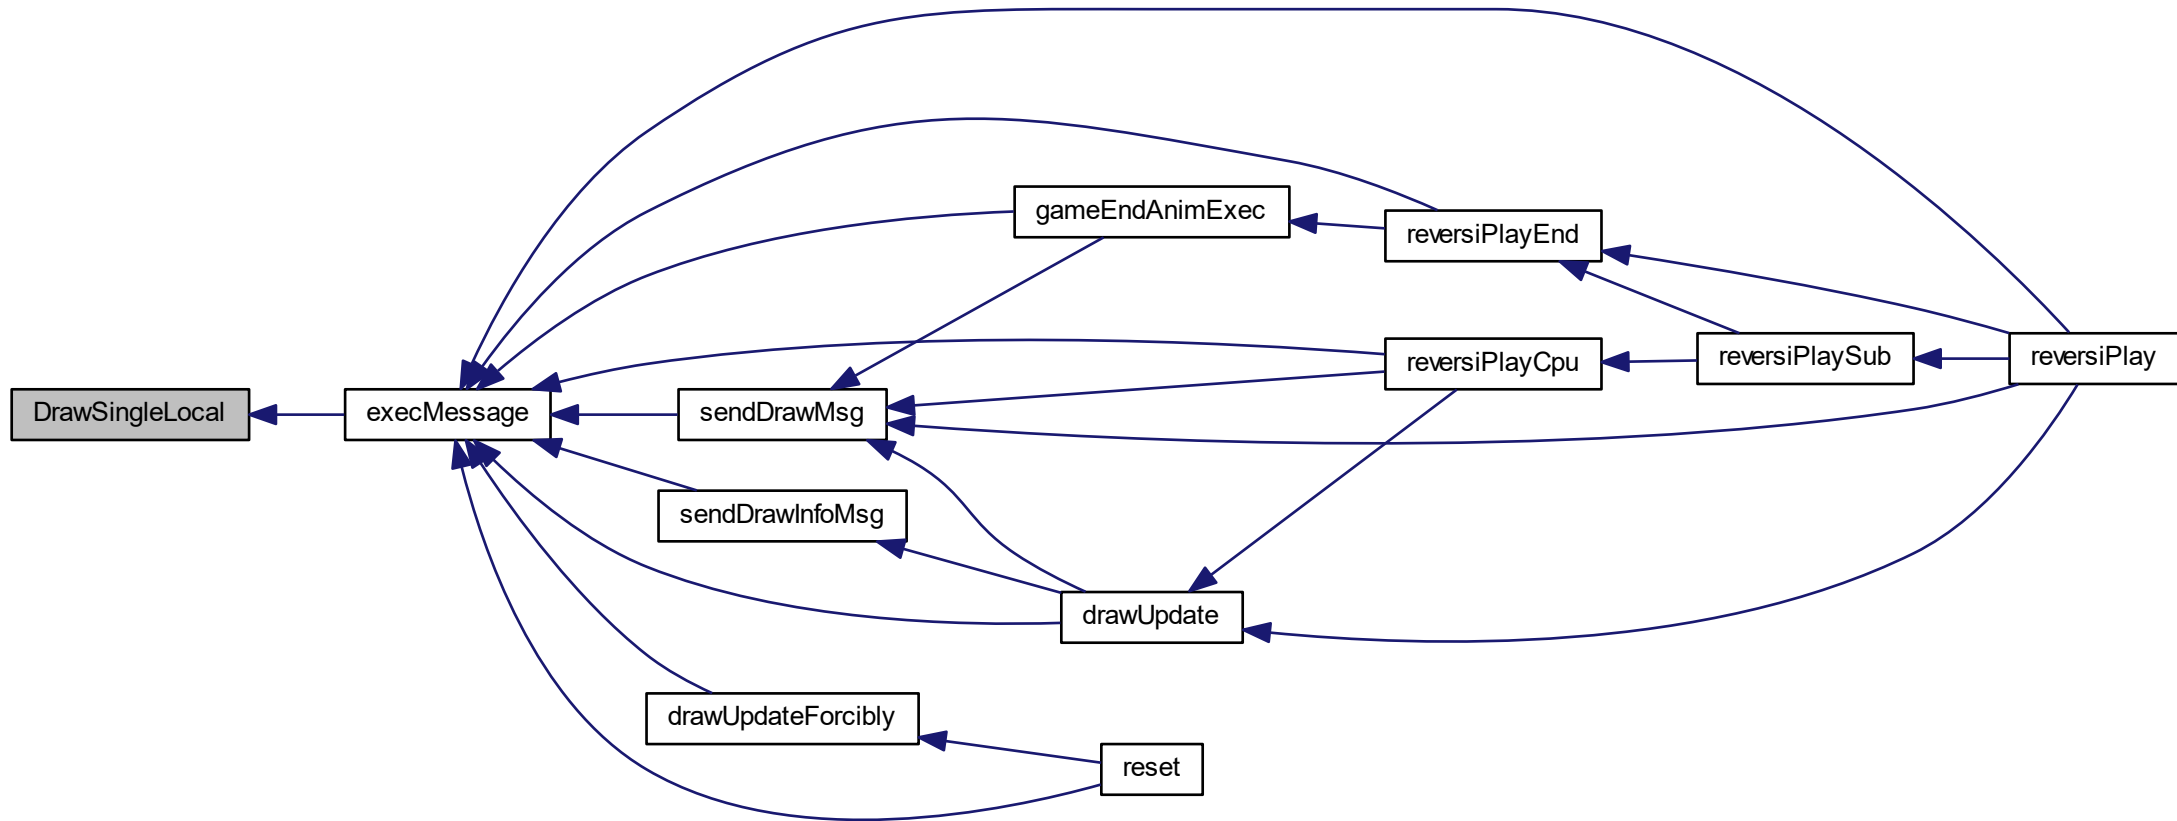 gameEndAnimExec
reversiPlayEnd
reversiPlayCpu
reversiPlaySub
reversiPlay
DrawSingleLocal
execMessage
sendDrawMsg
sendDrawInfoMsg
drawUpdate
drawUpdateForcibly
reset